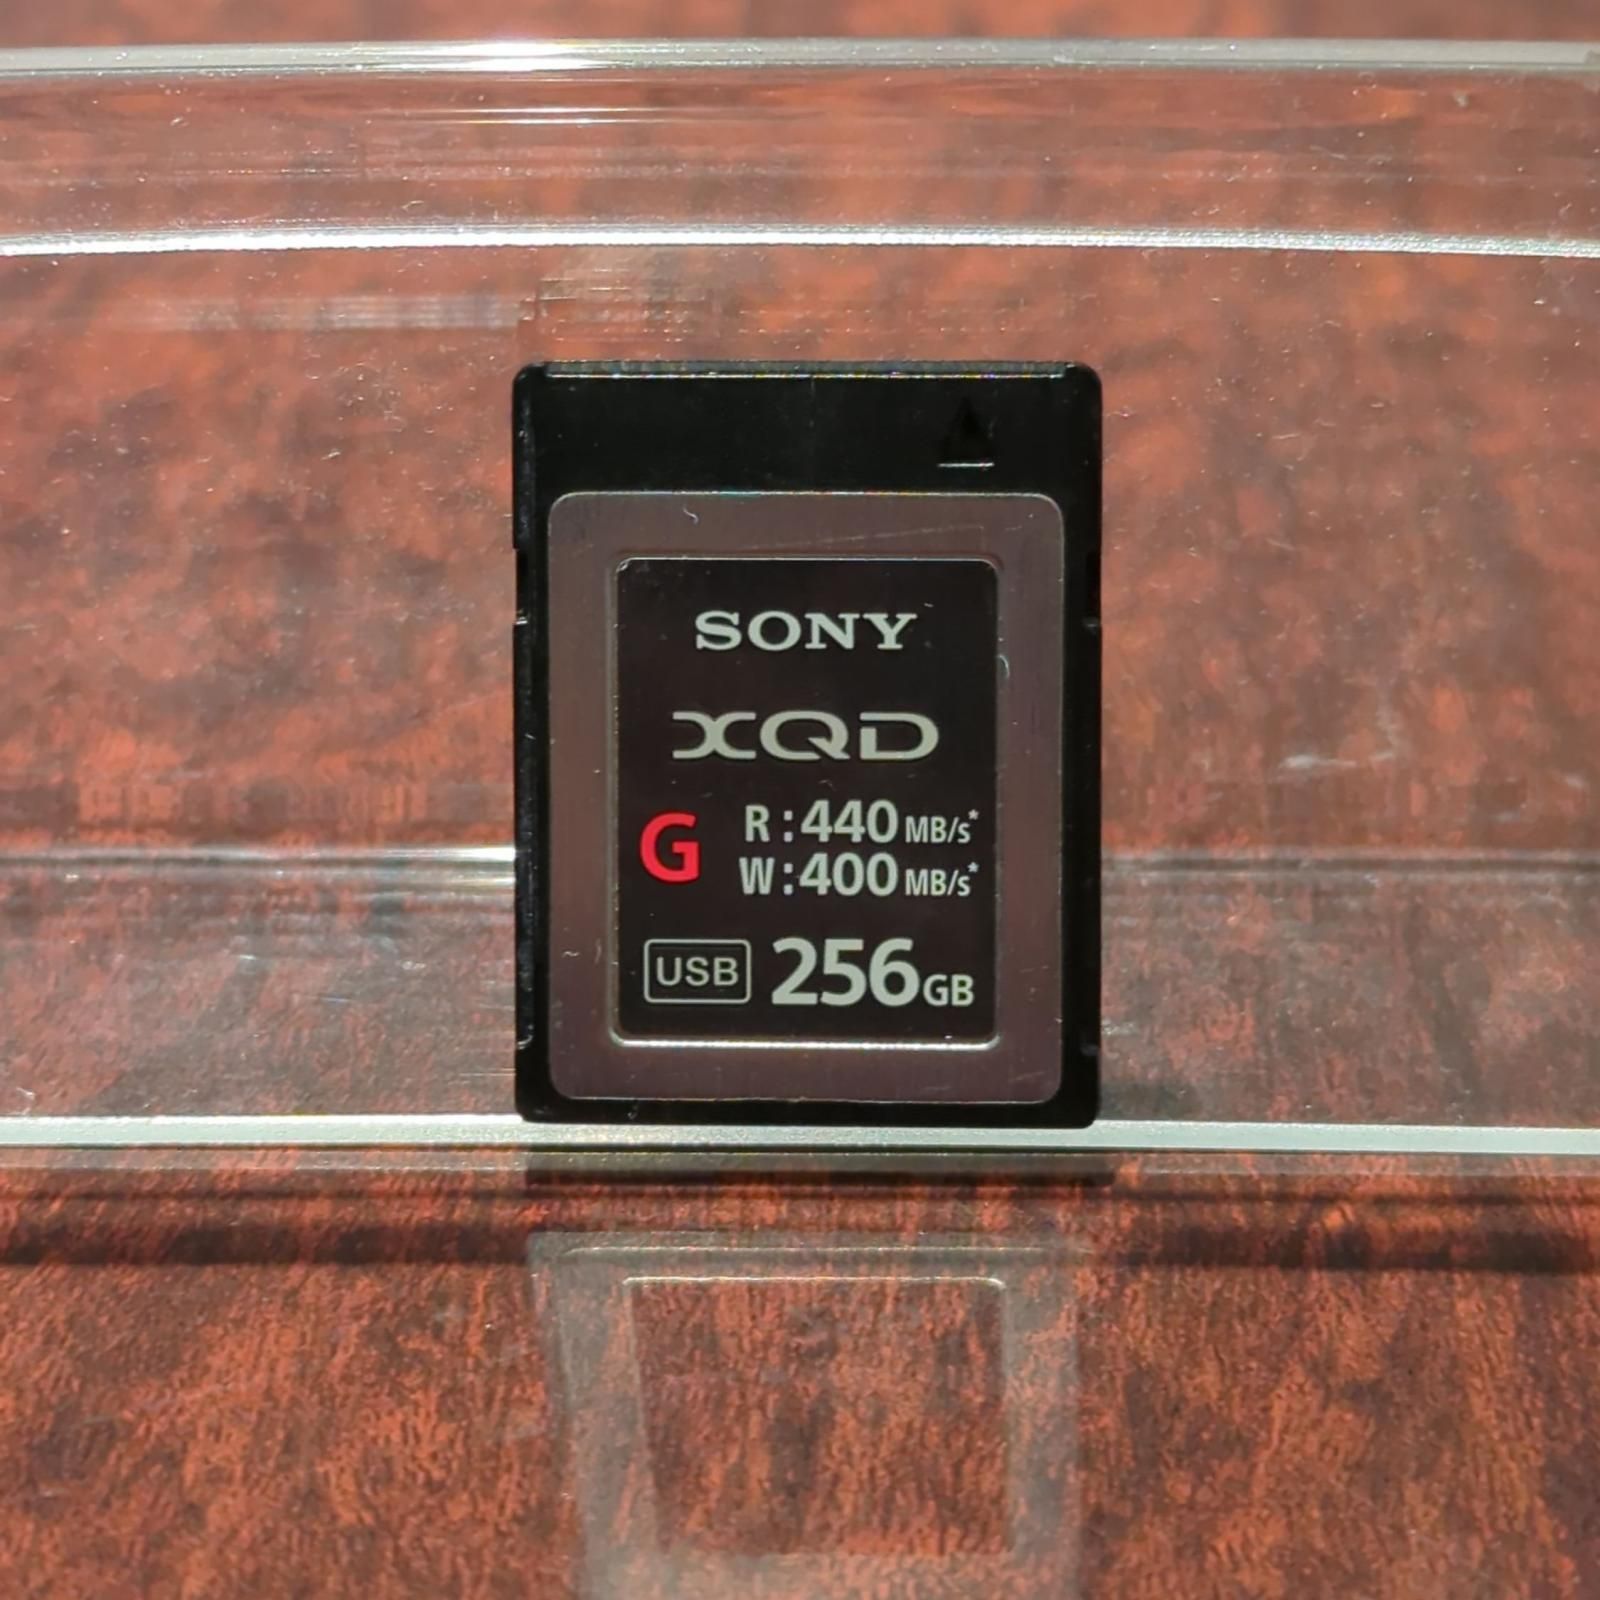 SONY
XQD
G R:440MB/s*
W:400MB/s*
USB 256GB